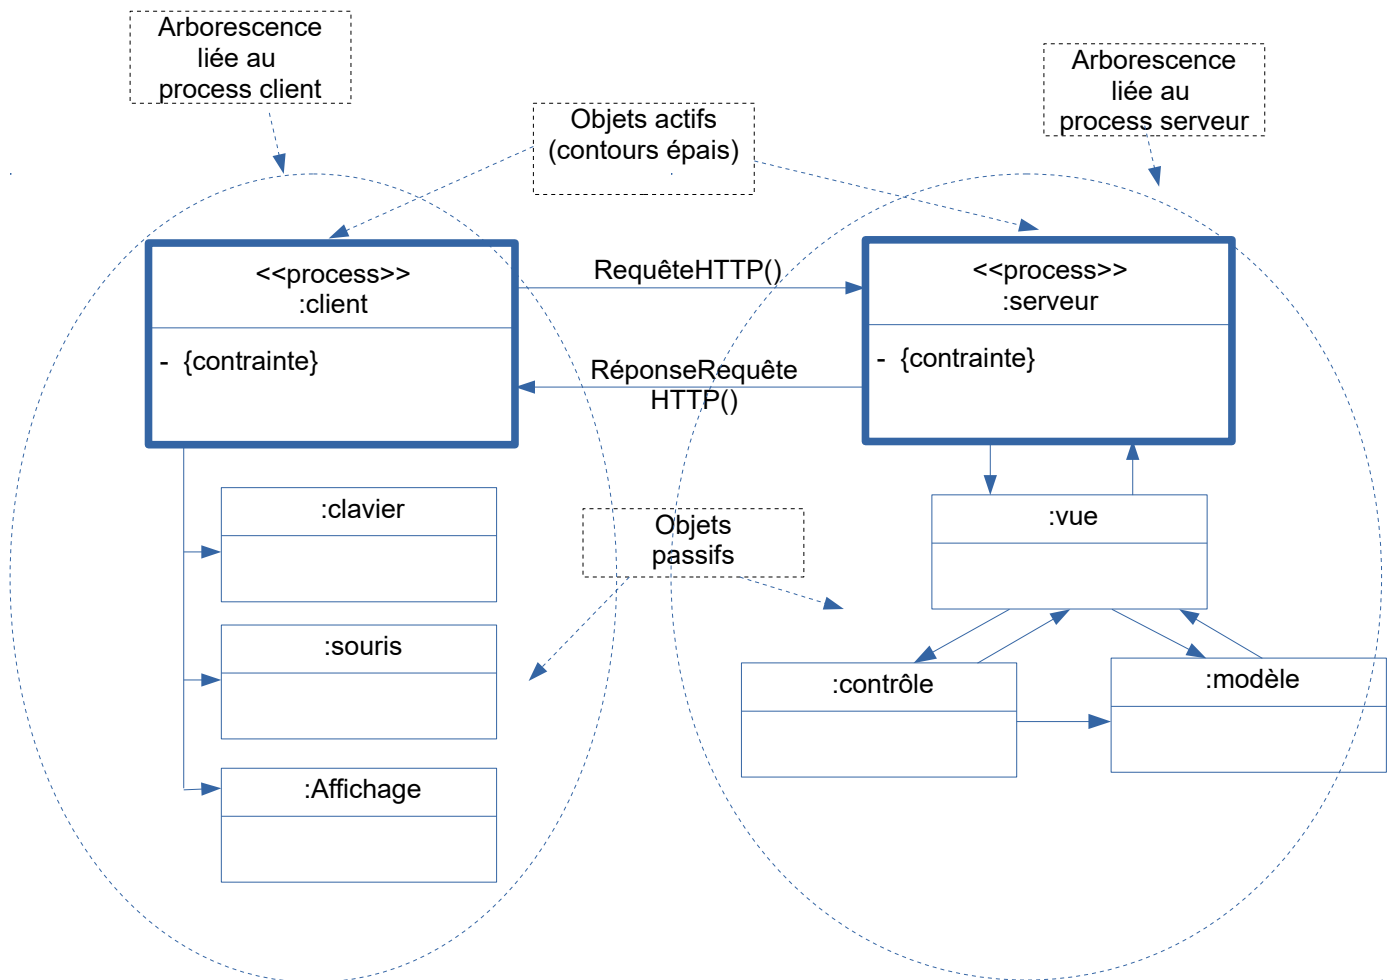 Arborescence
liée au
process client
Arborescence
liée au
process serveur
Objets actifs
(contours épais)
<<process>>
:client
- {contrainte}
RequêteHTTP()
RéponseRequête
HTTP()
<<process>>
:serveur
- {contrainte}
:clavier
:souris
:Affichage
Objets
passifs
:vue
:contrôle
:modèle